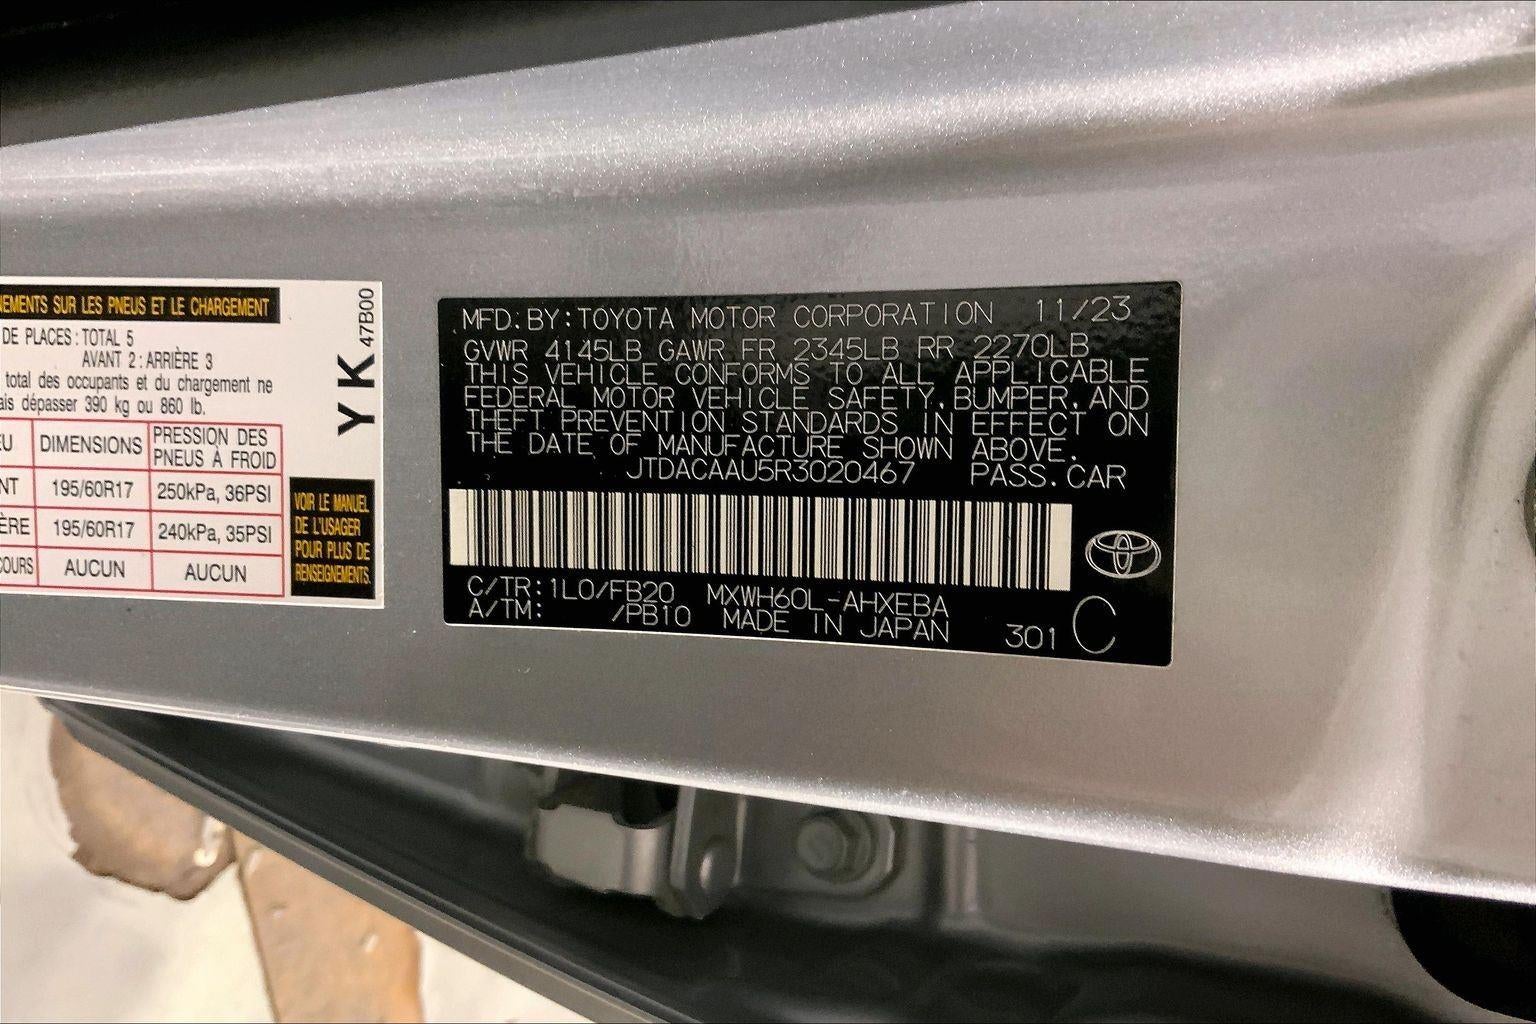 NEMENTS SUR LES PNEUS ET LE CHARGEMENT
DE PLACES : TOTAL 5
AVANT 2 : ARRIÈRE 3
total des occupants et du chargement ne
ais dépasser 390 kg ou 860 lb.
EU DIMENSIONS PRESSION DES PNEUS À FROID
NT 195/60R17 250kPa, 36PSI
ÈRE 195/60R17 240kPa, 35PSI
COURS AUCUN AUCUN
YK 47B00
VOIR LE MANUEL
DE L'USAGER
POUR PLUS DE
RENSEIGNEMENTS.
MFD. BY: TOYOTA MOTOR CORPORATION 11/23
GVWR 4145LB GAWR FR 2345LB RR 2270LB
THIS VEHICLE CONFORMS TO ALL APPLICABLE
FEDERAL MOTOR VEHICLE SAFETY, BUMPER, AND
THEFT PREVENTION STANDARDS IN EFFECT ON
THE DATE OF MANUFACTURE SHOWN ABOVE.
JTDACAAU5R3020467 PASS. CAR
C/TR: 1L0/FB20 MXWH60L-AHXEBA
A/TM: /PB10 MADE IN JAPAN 301 C